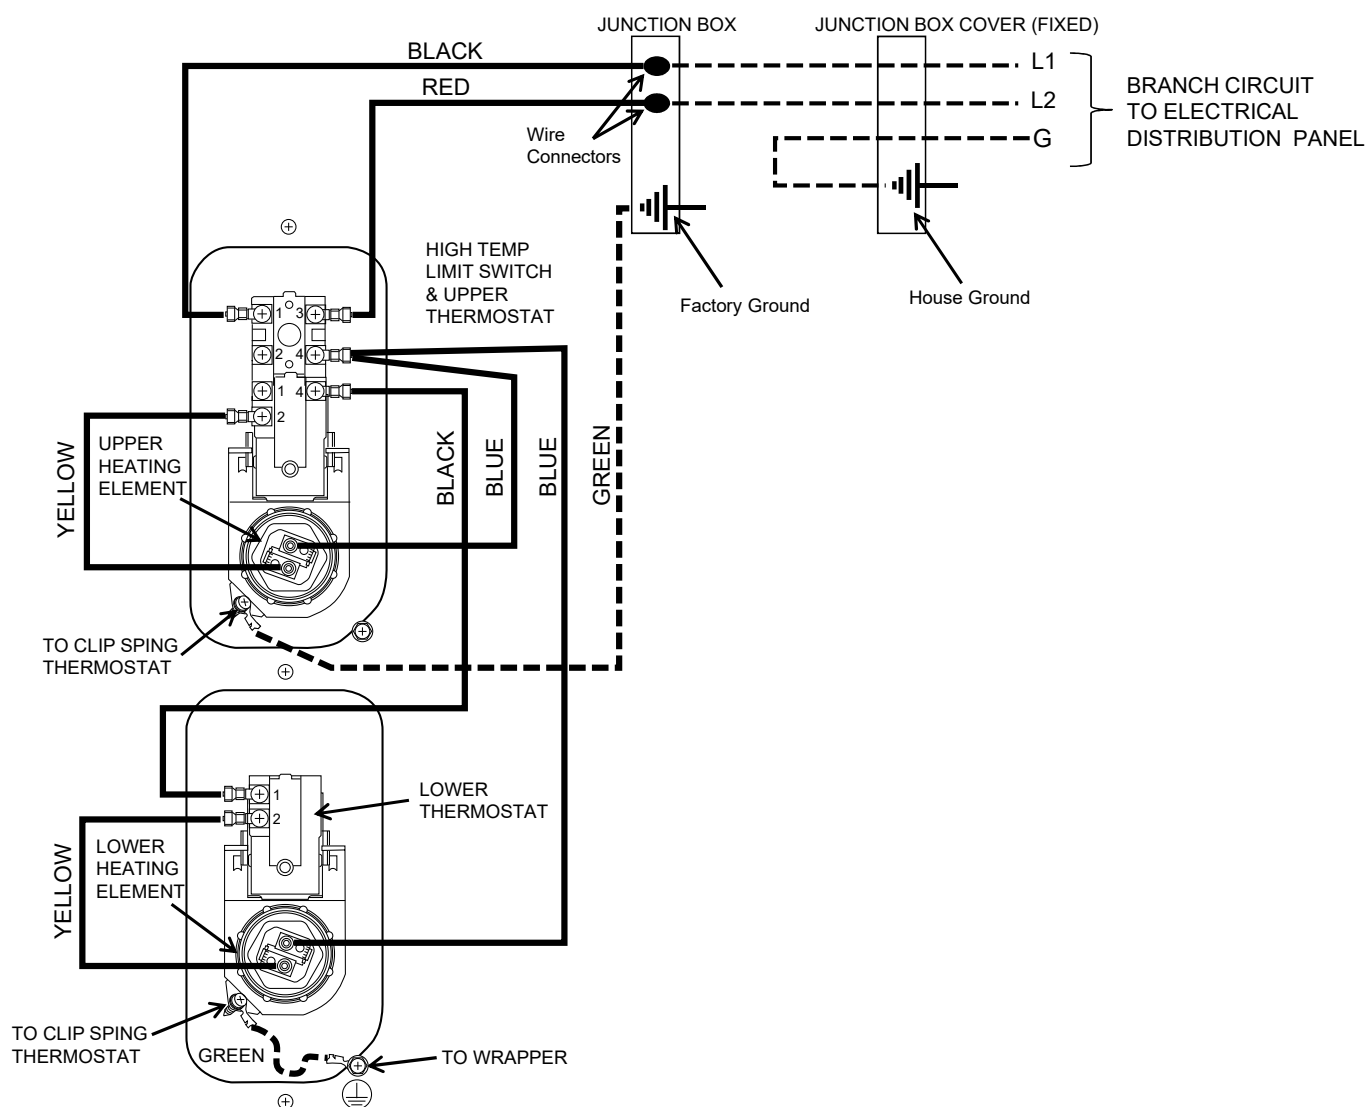 JUNCTION BOX
JUNCTION BOX COVER (FIXED)
BLACK
RED
L1
L2
G
BRANCH CIRCUIT
TO ELECTRICAL
DISTRIBUTION PANEL
Wire
Connectors
Factory Ground
House Ground
HIGH TEMP
LIMIT SWITCH
& UPPER
THERMOSTAT
1 3
2 4
1 4
2
YELLOW
UPPER
HEATING
ELEMENT
BLACK
BLUE
BLUE
GREEN
TO CLIP SPING
THERMOSTAT
1
2
LOWER
THERMOSTAT
YELLOW
LOWER
HEATING
ELEMENT
TO CLIP SPING
THERMOSTAT
GREEN
TO WRAPPER